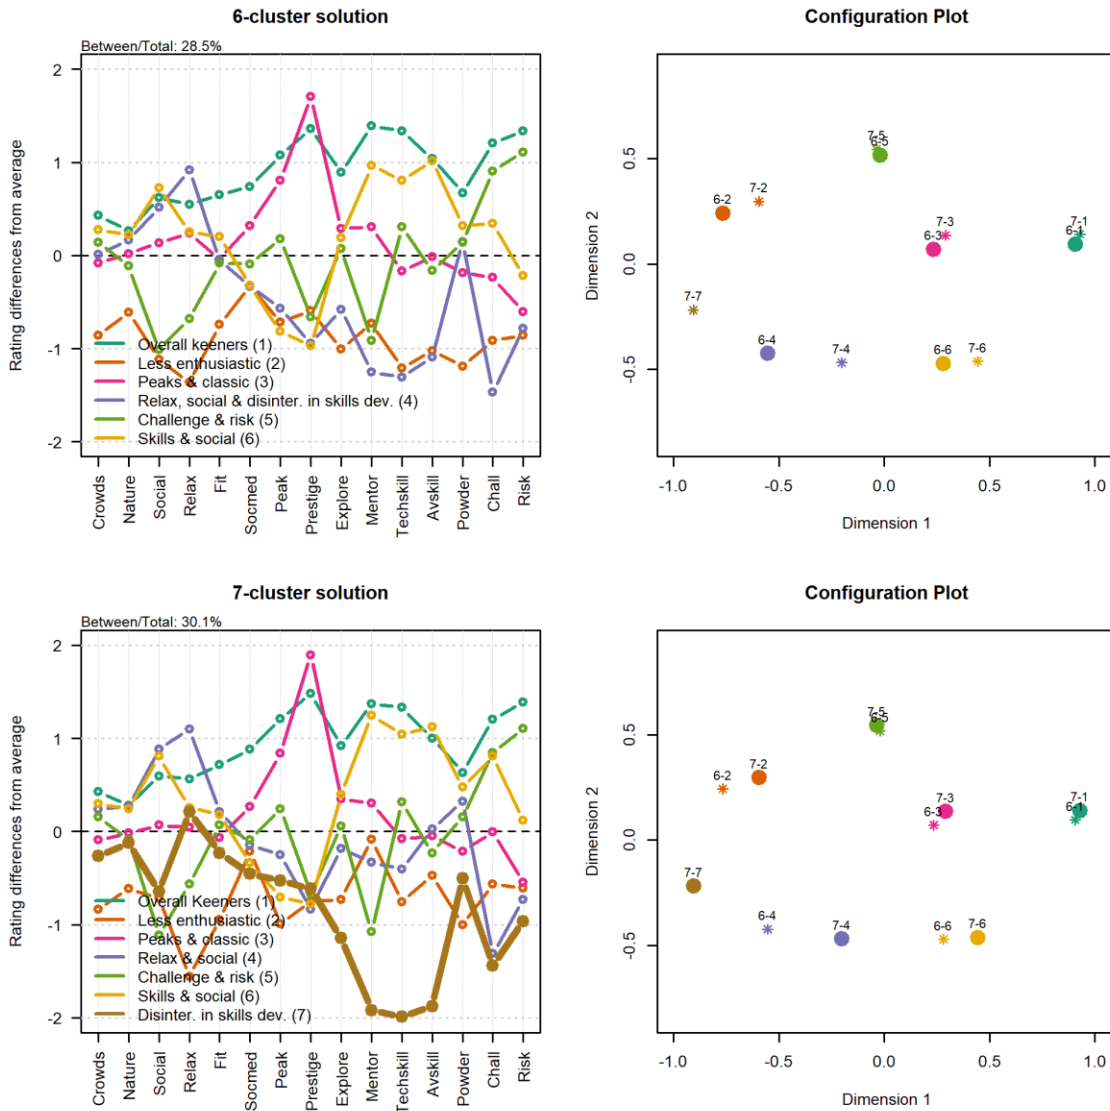 6-cluster solution
Between/Total: 28.5%
Rating differences from average
2
1
0
-1
-2
Overall keeners (1)
Less enthusiastic (2)
Peaks & classic (3)
Relax, social & disinter. in skills dev. (4)
Challenge & risk (5)
Skills & social (6)
Crowds
Nature
Social
Relax
Fit
Socmed
Peak
Prestige
Explore
Mentor
Techskill
Avskill
Powder
Chall
Risk
Configuration Plot
Dimension 2
0.5
0.0
-0.5
7-5
6-5
6-2
7-2
7-3
6-3
7-1
6-1
7-7
6-4
7-4
6-6
7-6
-1.0
-0.5
0.0
0.5
1.0
Dimension 1
7-cluster solution
Between/Total: 30.1%
Rating differences from average
2
1
0
-1
-2
Overall Keeners (1)
Less enthusiastic (2)
Peaks & classic (3)
Relax & social (4)
Challenge & risk (5)
Skills & social (6)
Disinter. in skills dev. (7)
Crowds
Nature
Social
Relax
Fit
Socmed
Peak
Prestige
Explore
Mentor
Techskill
Avskill
Powder
Chall
Risk
Configuration Plot
Dimension 2
0.5
0.0
-0.5
7-5
6-5
6-2
7-2
7-3
6-3
7-1
6-1
7-7
6-4
7-4
6-6
7-6
-1.0
-0.5
0.0
0.5
1.0
Dimension 1